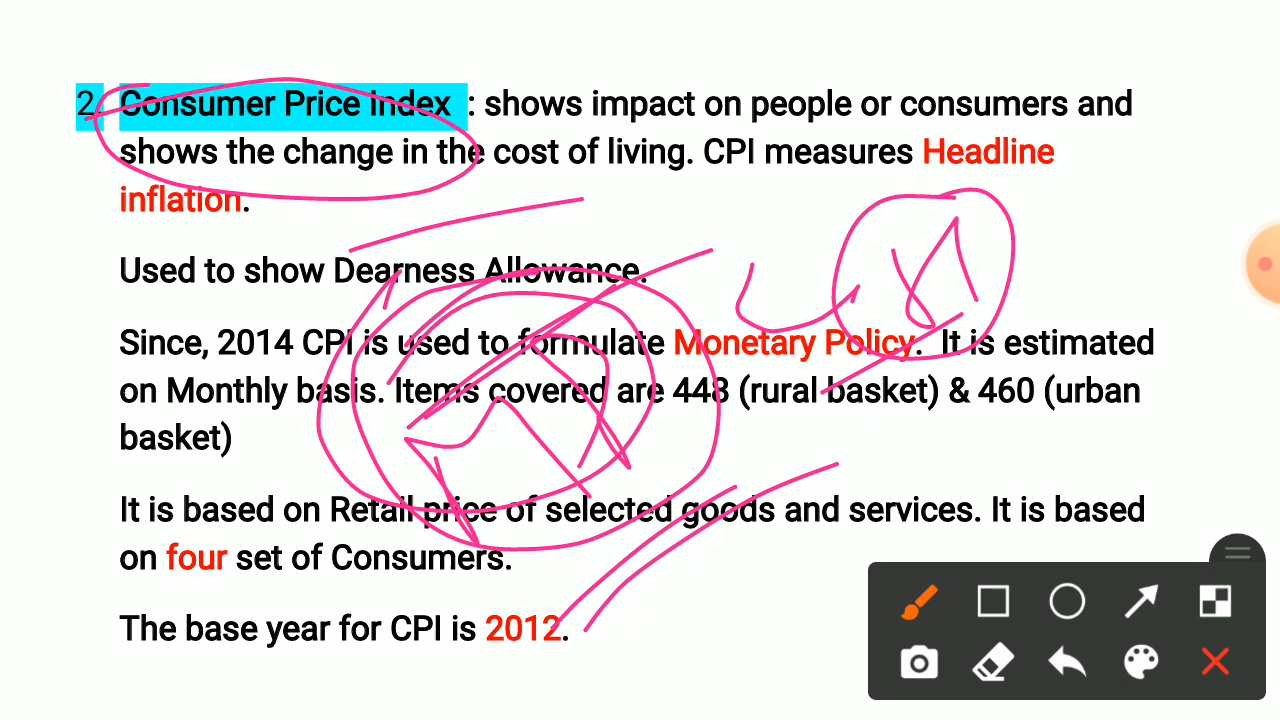 2. Consumer Price Index : shows impact on people or consumers and
shows the change in the cost of living. CPI measures Headline
inflation.
Used to show Dearness Allowance.
Since, 2014 CPI is used to formulate Monetary Policy. It is estimated
on Monthly basis. Items covered are 448 (rural basket) & 460 (urban
basket)
It is based on Retail price of selected goods and services. It is based
on four set of Consumers.
The base year for CPI is 2012.